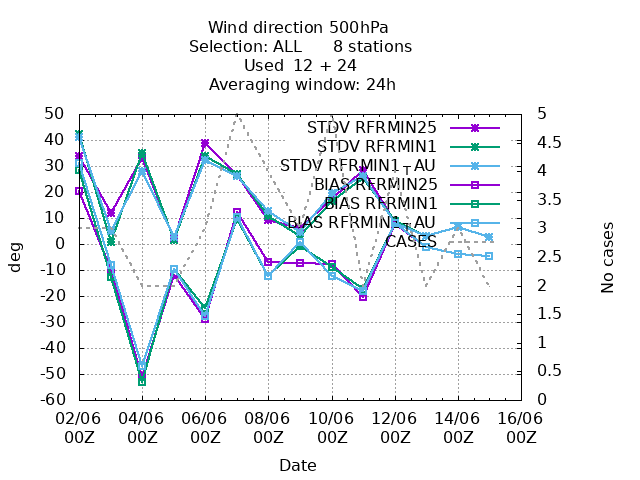 Wind direction 500hPa
Selection: ALL 8 stations
Used 12 + 24
Averaging window: 24h
50 5
40 4.5
30 4
20 3.5
10 3
0 2.5
-10 2
-20 1.5
-30 1
-40 0.5
-50 0
-60
STDV RFRMIN25
STDV RFRMIN1
STDV RFRMIN1_AU
BIAS RFRMIN25
BIAS RFRMIN1
BIAS RFRMIN1_AU
CASES
deg
No cases
02/06 04/06 06/06 08/06 10/06 12/06 14/06 16/06
00Z 00Z 00Z 00Z 00Z 00Z 00Z 00Z
Date